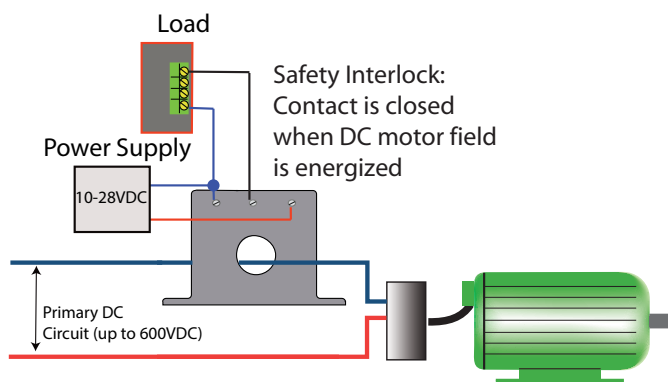 Load
Safety Interlock:
Contact is closed
when DC motor field
is energized
Power Supply
10-28VDC
Primary DC
Circuit (up to 600VDC)